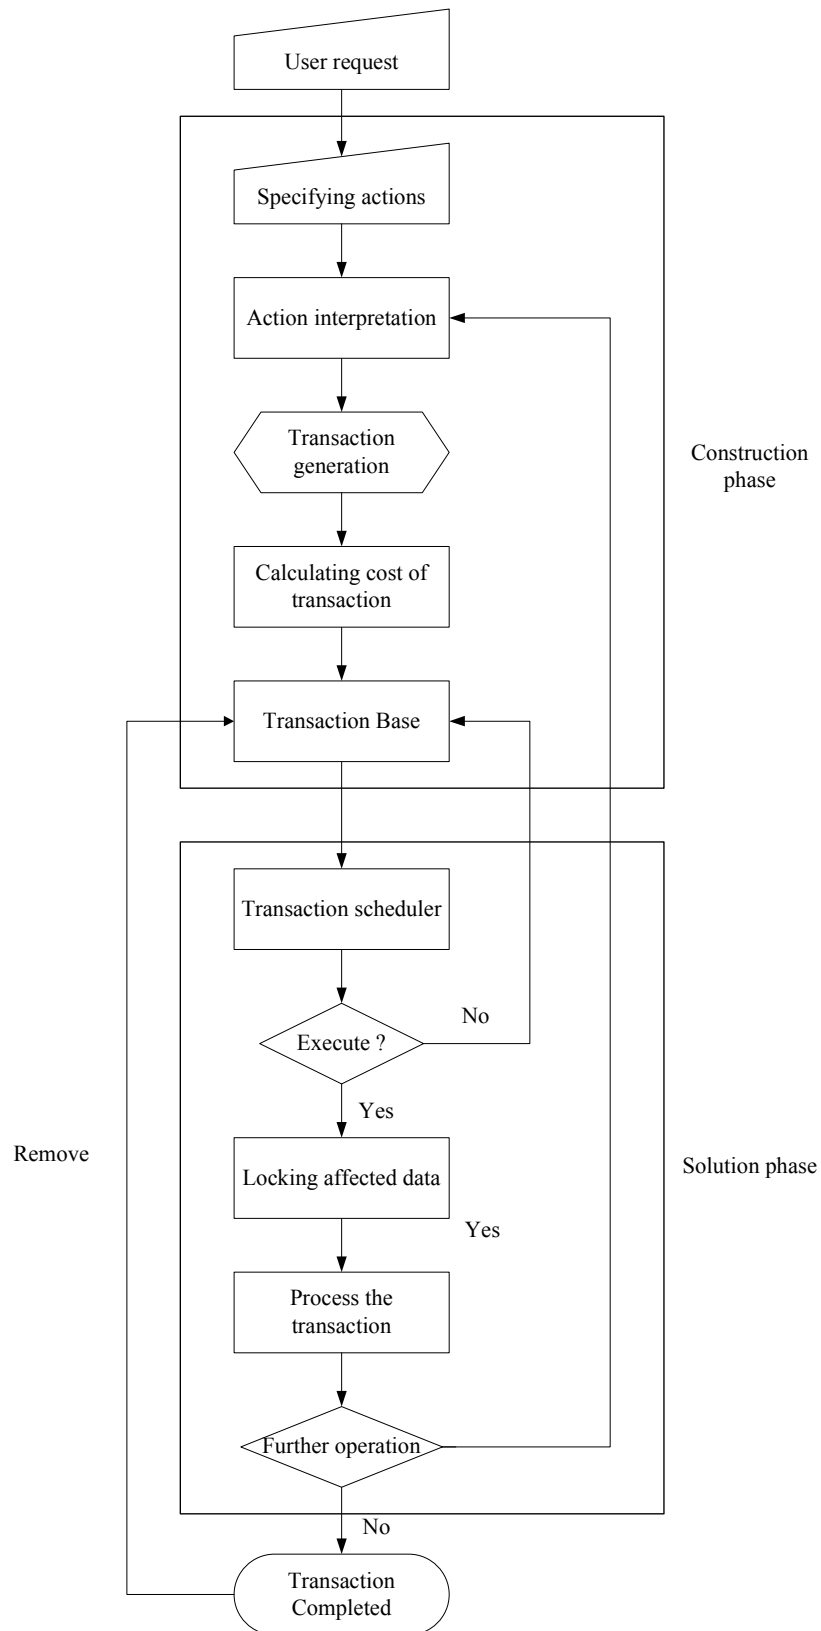 User request
Specifying actions
Action interpretation
Transaction
generation
Construction
phase
Calculating cost of
transaction
Transaction Base
Transaction scheduler
No
Execute ?
Yes
Remove
Locking affected data
Solution phase
Yes
Process the
transaction
Further operation
No
Transaction
Completed